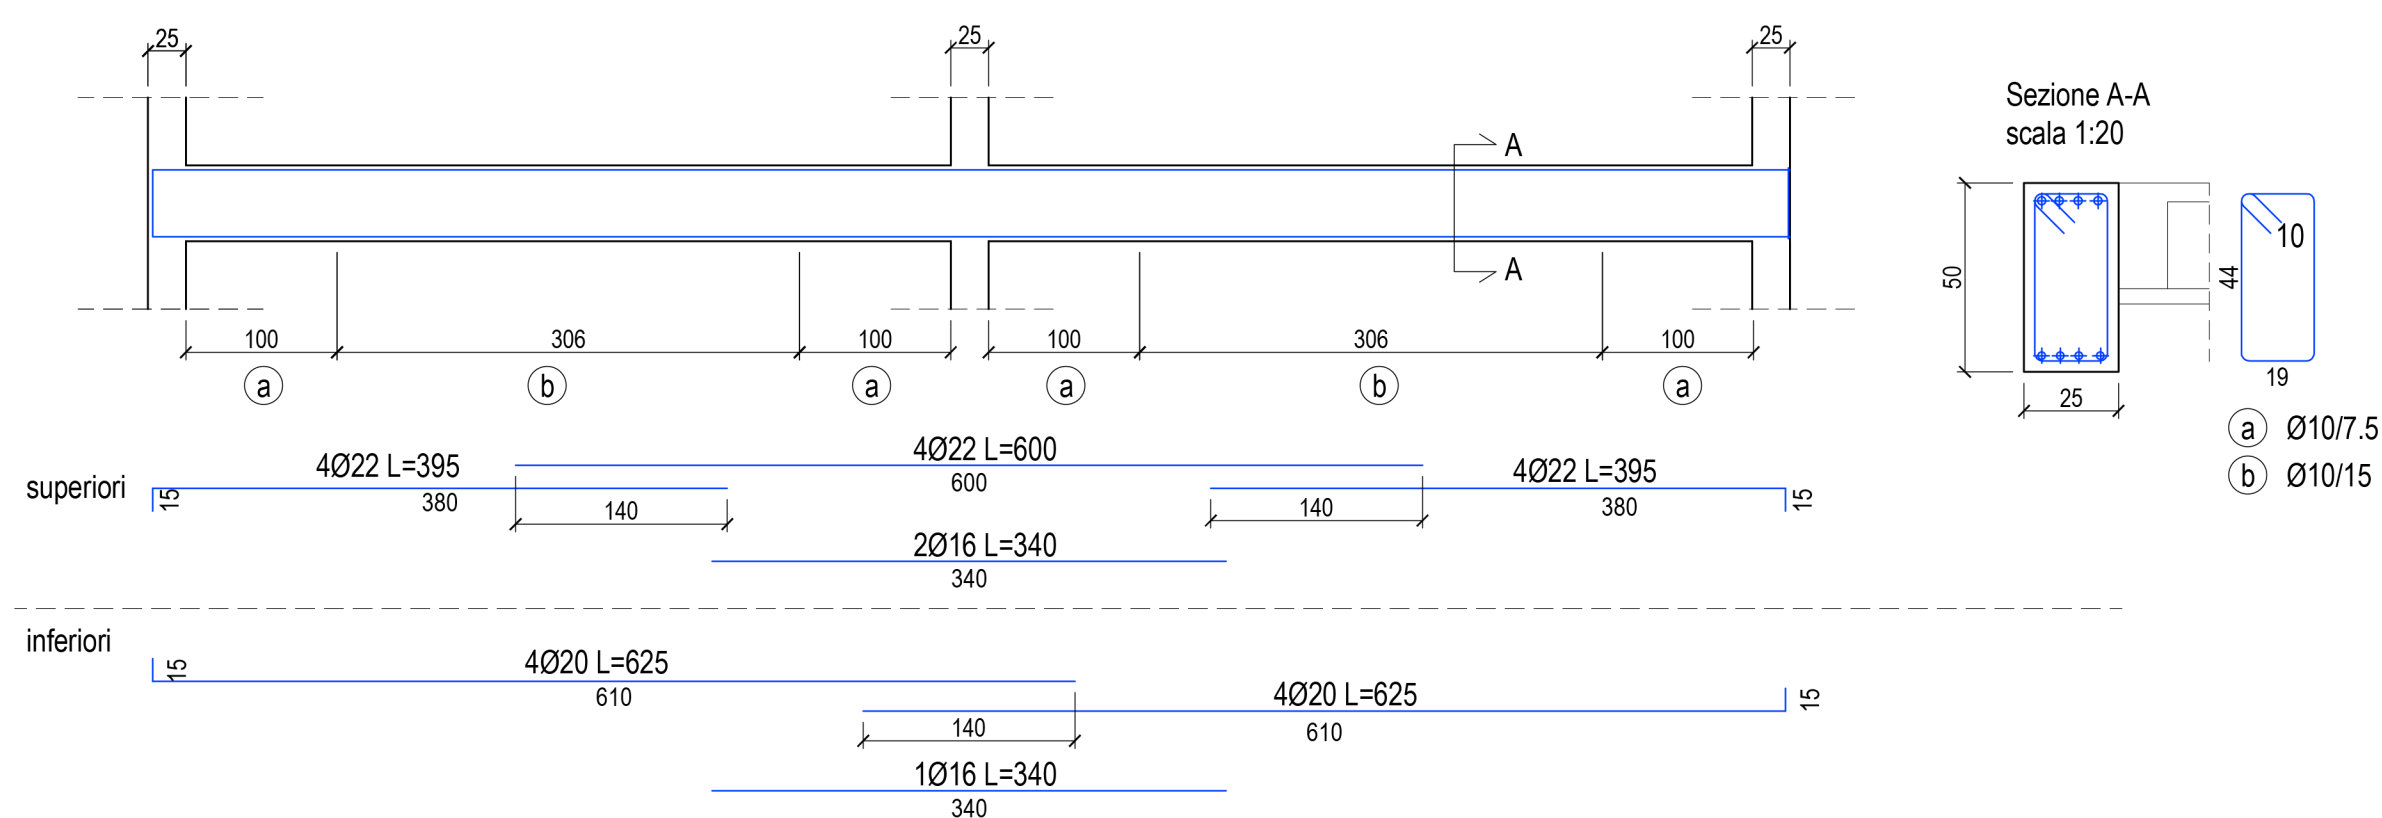 25
25
25
Sezione A-A
scala 1:20
A
A
50
25
10
44
19
100
306
100
100
306
100
a
b
a
a
b
a
a Ø10/7.5
b Ø10/15
superiori
4Ø22 L=395
380
15
4Ø22 L=600
600
4Ø22 L=395
380
15
140
140
2Ø16 L=340
340
inferiori
15
4Ø20 L=625
610
4Ø20 L=625
610
15
140
1Ø16 L=340
340